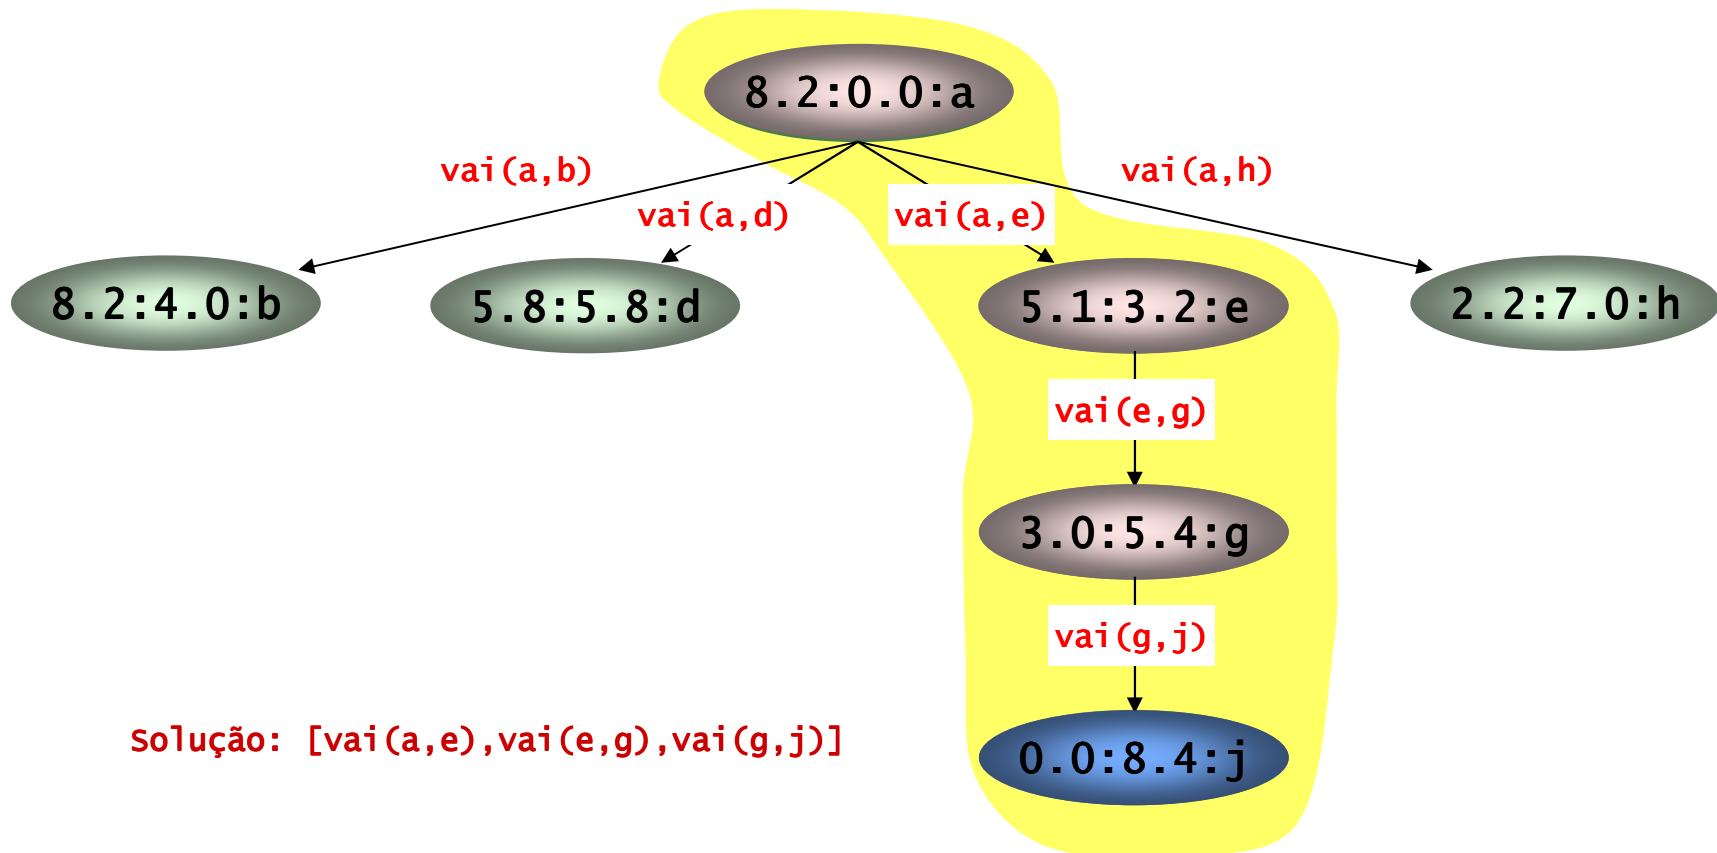 8.2:0.0:a
vai(a,b)
vai(a,h)
vai(a,d)
vai(a,e)
8.2:4.0:b
5.8:5.8:d
5.1:3.2:e
2.2:7.0:h
vai(e,g)
3.0:5.4:g
vai(g,j)
Solução: [vai(a,e),vai(e,g),vai(g,j)]
0.0:8.4:j